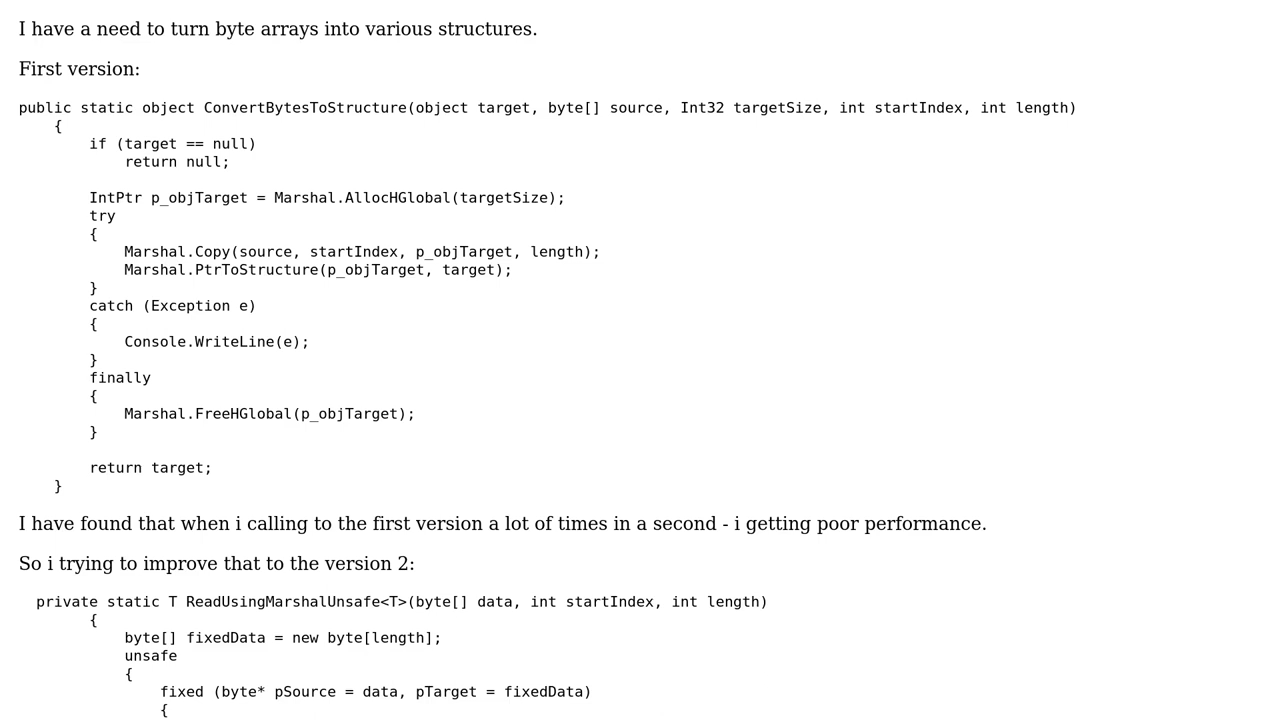 I have a need to turn byte arrays into various structures.
First version:
public static object ConvertBytesToStructure(object target, byte[] source, Int32 targetSize, int startIndex, int length)
    {
        if (target == null)
            return null;

        IntPtr p_objTarget = Marshal.AllocHGlobal(targetSize);
        try
        {
            Marshal.Copy(source, startIndex, p_objTarget, length);
            Marshal.PtrToStructure(p_objTarget, target);
        }
        catch (Exception e)
        {
            Console.WriteLine(e);
        }
        finally
        {
            Marshal.FreeHGlobal(p_objTarget);
        }

        return target;
    }
I have found that when i calling to the first version a lot of times in a second - i getting poor performance.
So i trying to improve that to the version 2:
  private static T ReadUsingMarshalUnsafe<T>(byte[] data, int startIndex, int length)
        {
            byte[] fixedData = new byte[length];
            unsafe
            {
                fixed (byte* pSource = data, pTarget = fixedData)
                {